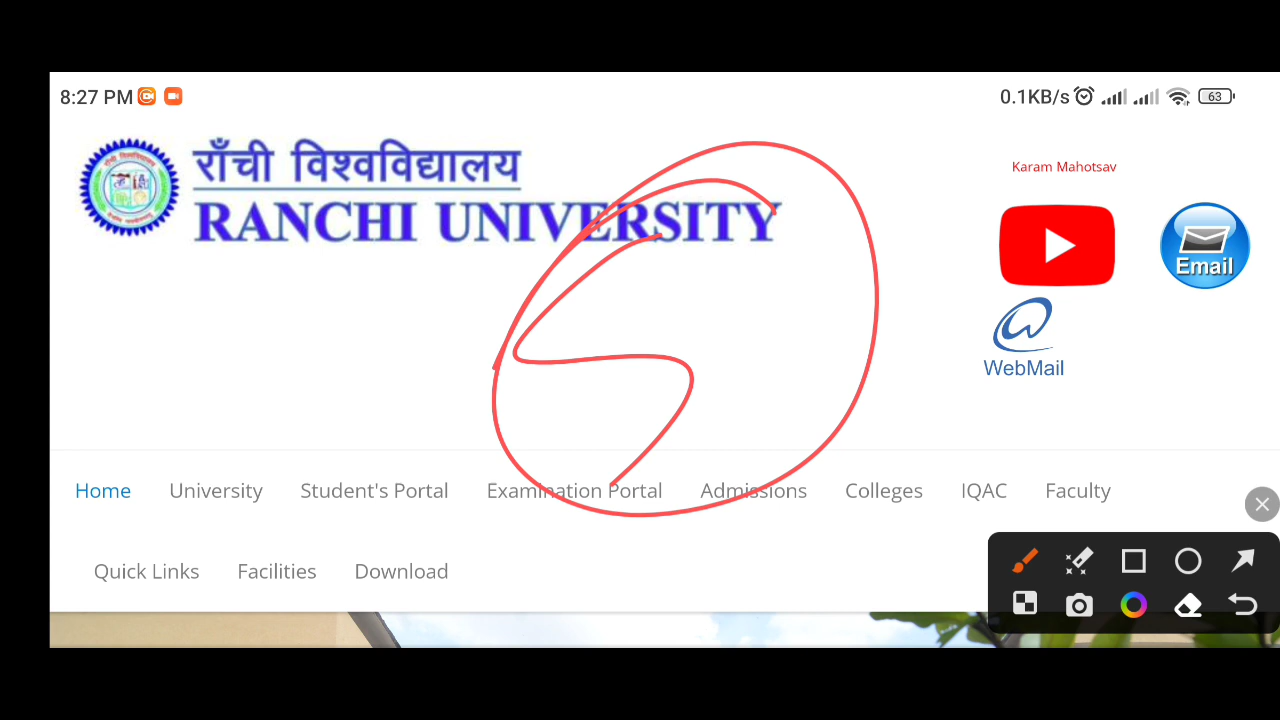 8:27 PM 0.1KB/s 63
राँची विश्वविद्यालय
RANCHI UNIVERSITY
Karam Mahotsav
Email
WebMail
Home University Student's Portal Examination Portal Admissions Colleges IQAC Faculty
Quick Links Facilities Download